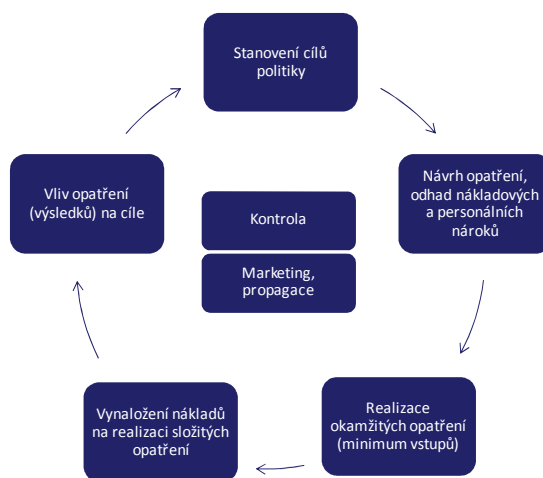 Stanovení cílů
politiky
Návrh opatření,
odhad nákladových
a personálních
nároků
Realizace
okamžitých opatření
(minimum vstupů)
Vynaložení nákladů
na realizaci složitých
opatření
Vliv opatření
(výsledků) na cíle
Kontrola
Marketing,
propagace